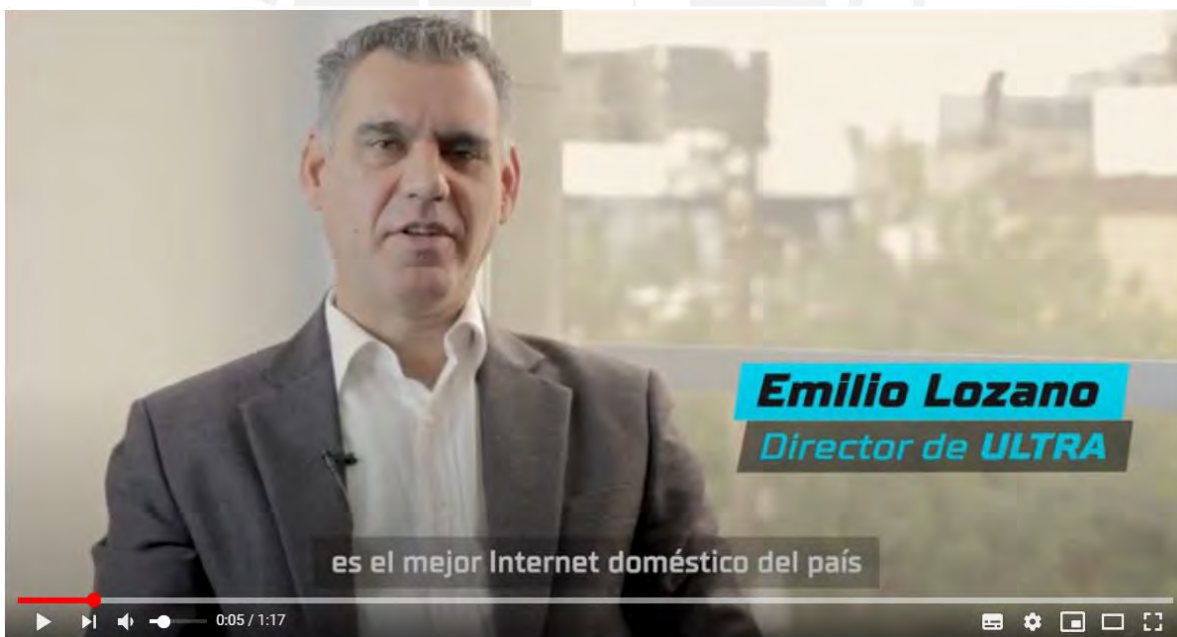 Emilio Lozano
Director de ULTRA
es el mejor Internet doméstico del país
0:05 / 1:17